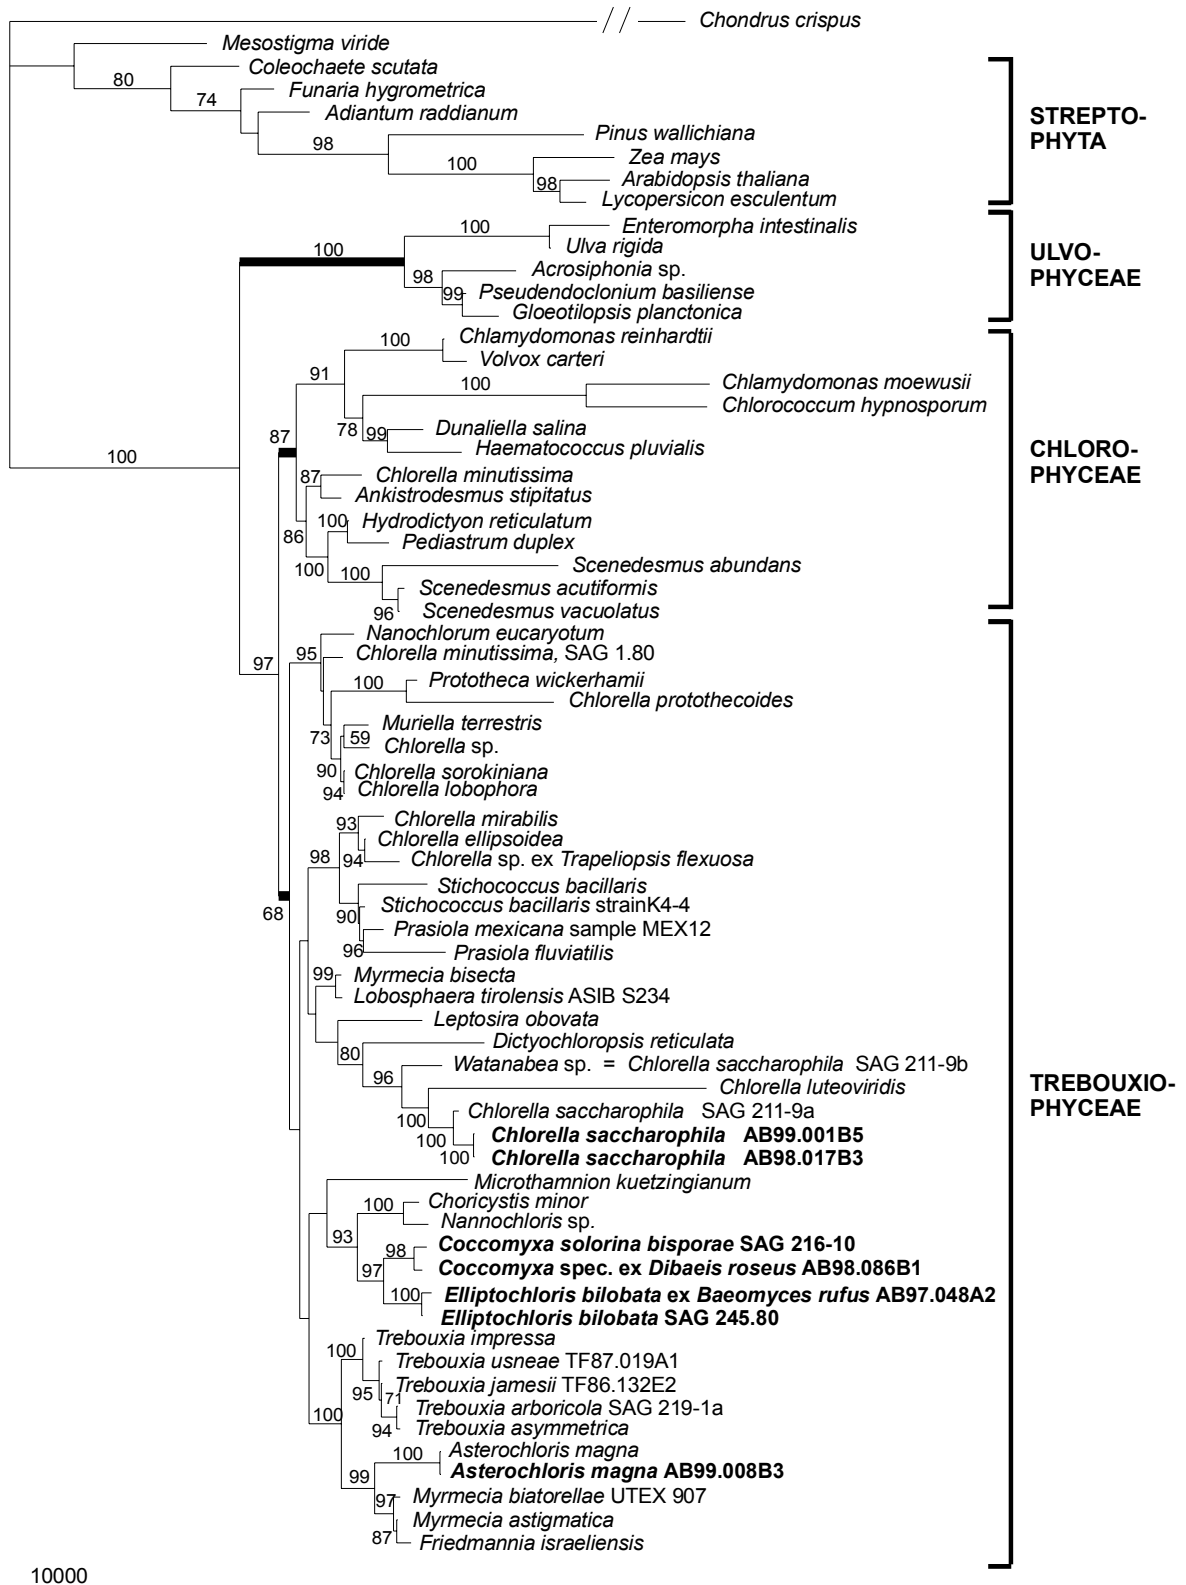 Chondrus crispus
Mesostigma viride
Coleochaete scutata
80
Funaria hygrometrica
74
Adiantum raddianum
STREPTO-
PHYTA
Pinus wallichiana
98
Zea mays
100
Arabidopsis thaliana
98
Lycopersicon esculentum
Enteromorpha intestinalis
100
Ulva rigida
100
ULVO-
PHYCEAE
Acrosiphonia sp.
98
Pseudendoclonium basiliense
99
Gloeotilopsis planctonica
Chlamydomonas reinhardtii
100
Volvox carteri
91
Chlamydomonas moewusii
100
Chlorococcum hypnosporum
78
Dunaliella salina
99
87
Haematococcus pluvialis
100
CHLORO-
PHYCEAE
Chlorella minutissima
87
Ankistrodesmus stipitatus
Hydrodictyon reticulatum
100
86
Pediastrum duplex
100
Scenedesmus abundans
100
Scenedesmus acutiformis
96
Scenedesmus vacuolatus
Nanochlorum eucaryotum
95
Chlorella minutissima, SAG 1.80
97
Prototheca wickerhamii
100
Chlorella protothecoides
Muriella terrestris
73
59
Chlorella sp.
90
Chlorella sorokiniana
94
Chlorella lobophora
Chlorella mirabilis
93
Chlorella ellipsoidea
98
94
Chlorella sp. ex Trapeliopsis flexuosa
Stichococcus bacillaris
68
90
Stichococcus bacillaris strainK4-4
Prasiola mexicana sample MEX12
96
Prasiola fluviatilis
99
Myrmecia bisecta
Lobosphaera tirolensis ASIB S234
Leptosira obovata
Dictyochloropsis reticulata
80
Watanabea sp. = Chlorella saccharophila SAG 211-9b
96
Chlorella luteoviridis
TREBOUXIO-
PHYCEAE
Chlorella saccharophila SAG 211-9a
100
Chlorella saccharophila AB99.001B5
100
Chlorella saccharophila AB98.017B3
100
Microthamnion kuetzingianum
Choricystis minor
100
Nannochloris sp.
93
Coccomyxa solorina bisporae SAG 216-10
98
Coccomyxa spec. ex Dibaeis roseus AB98.086B1
97
Elliptochloris bilobata ex Baeomyces rufus AB97.048A2
100
Elliptochloris bilobata SAG 245.80
Trebouxia impressa
100
Trebouxia usneae TF87.019A1
95
Trebouxia jamesii TF86.132E2
71
Trebouxia arboricola SAG 219-1a
100
94
Trebouxia asymmetrica
Asterochloris magna
100
Asterochloris magna AB99.008B3
99
Myrmecia biatorellae UTEX 907
97
Myrmecia astigmatica
87
Friedmannia israeliensis
10000